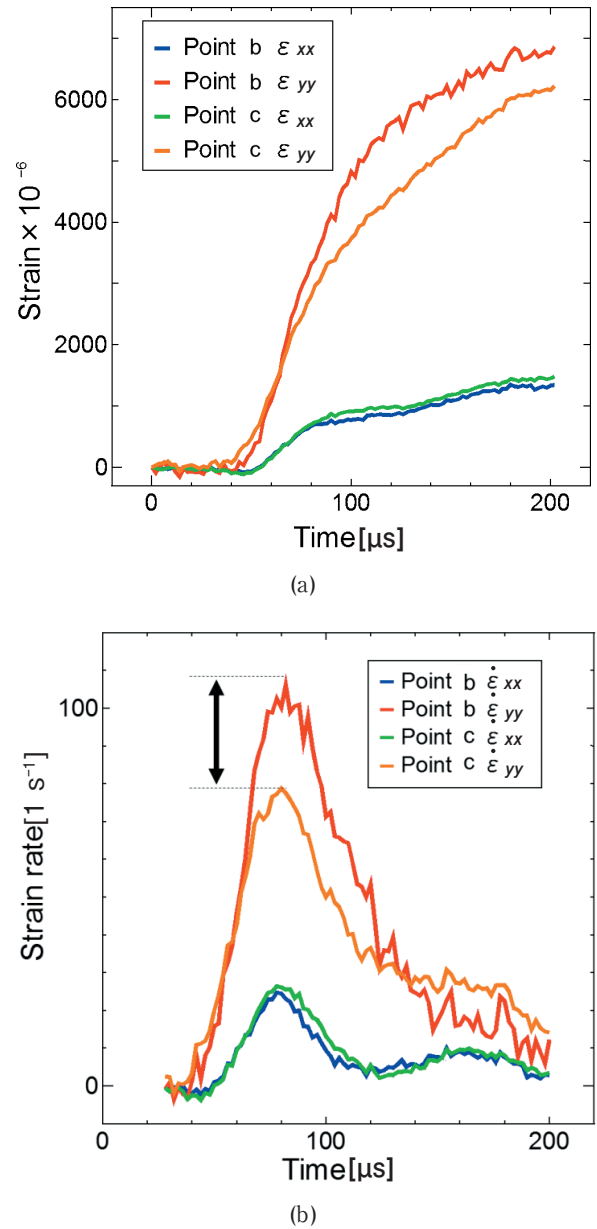 Point b ε xx
Point b ε yy
Point c ε xx
Point c ε yy
6000
4000
2000
0
Strain × 10⁻⁶
0 100 200
Time[μs]
(a)
Point b ε̇ xx
Point b ε̇ yy
Point c ε̇ xx
Point c ε̇ yy
100
0
Strain rate[1 s⁻¹]
0 100 200
Time[μs]
(b)